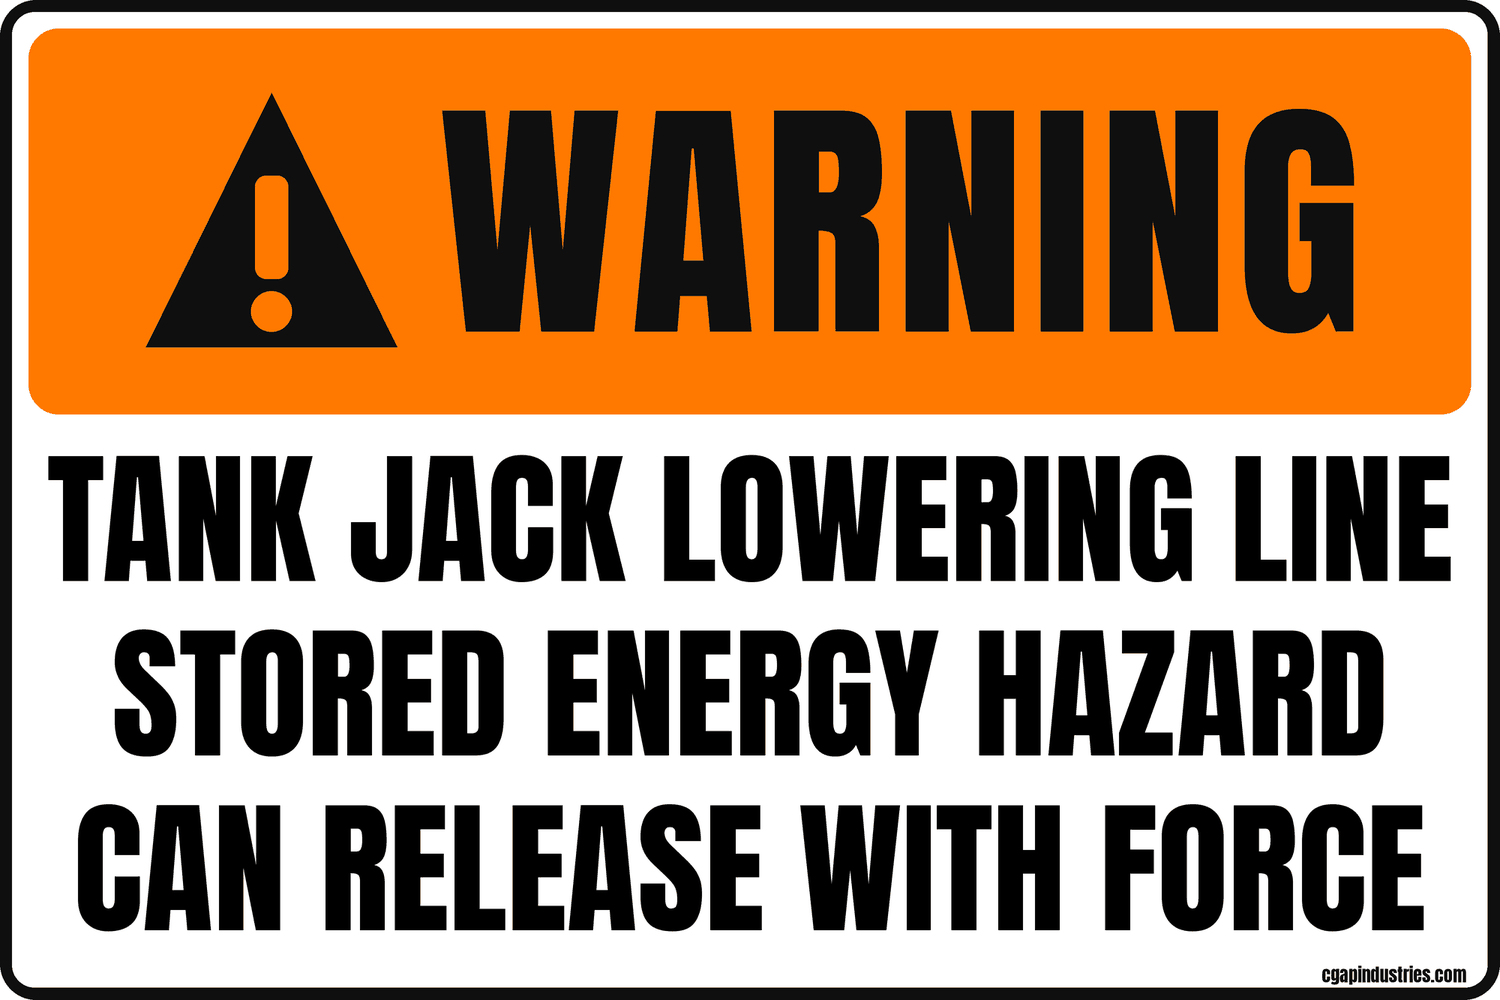 WARNING
TANK JACK LOWERING LINE
STORED ENERGY HAZARD
CAN RELEASE WITH FORCE
cgapindustries.com